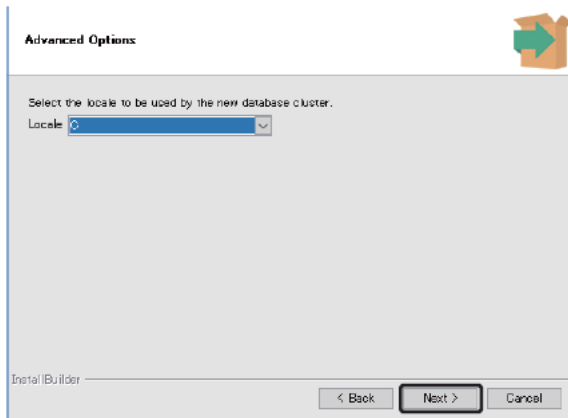 Advanced Options
Select the locale to be used by the new database cluster.
Locale C
InstallBuilder
< Back Next > Cancel